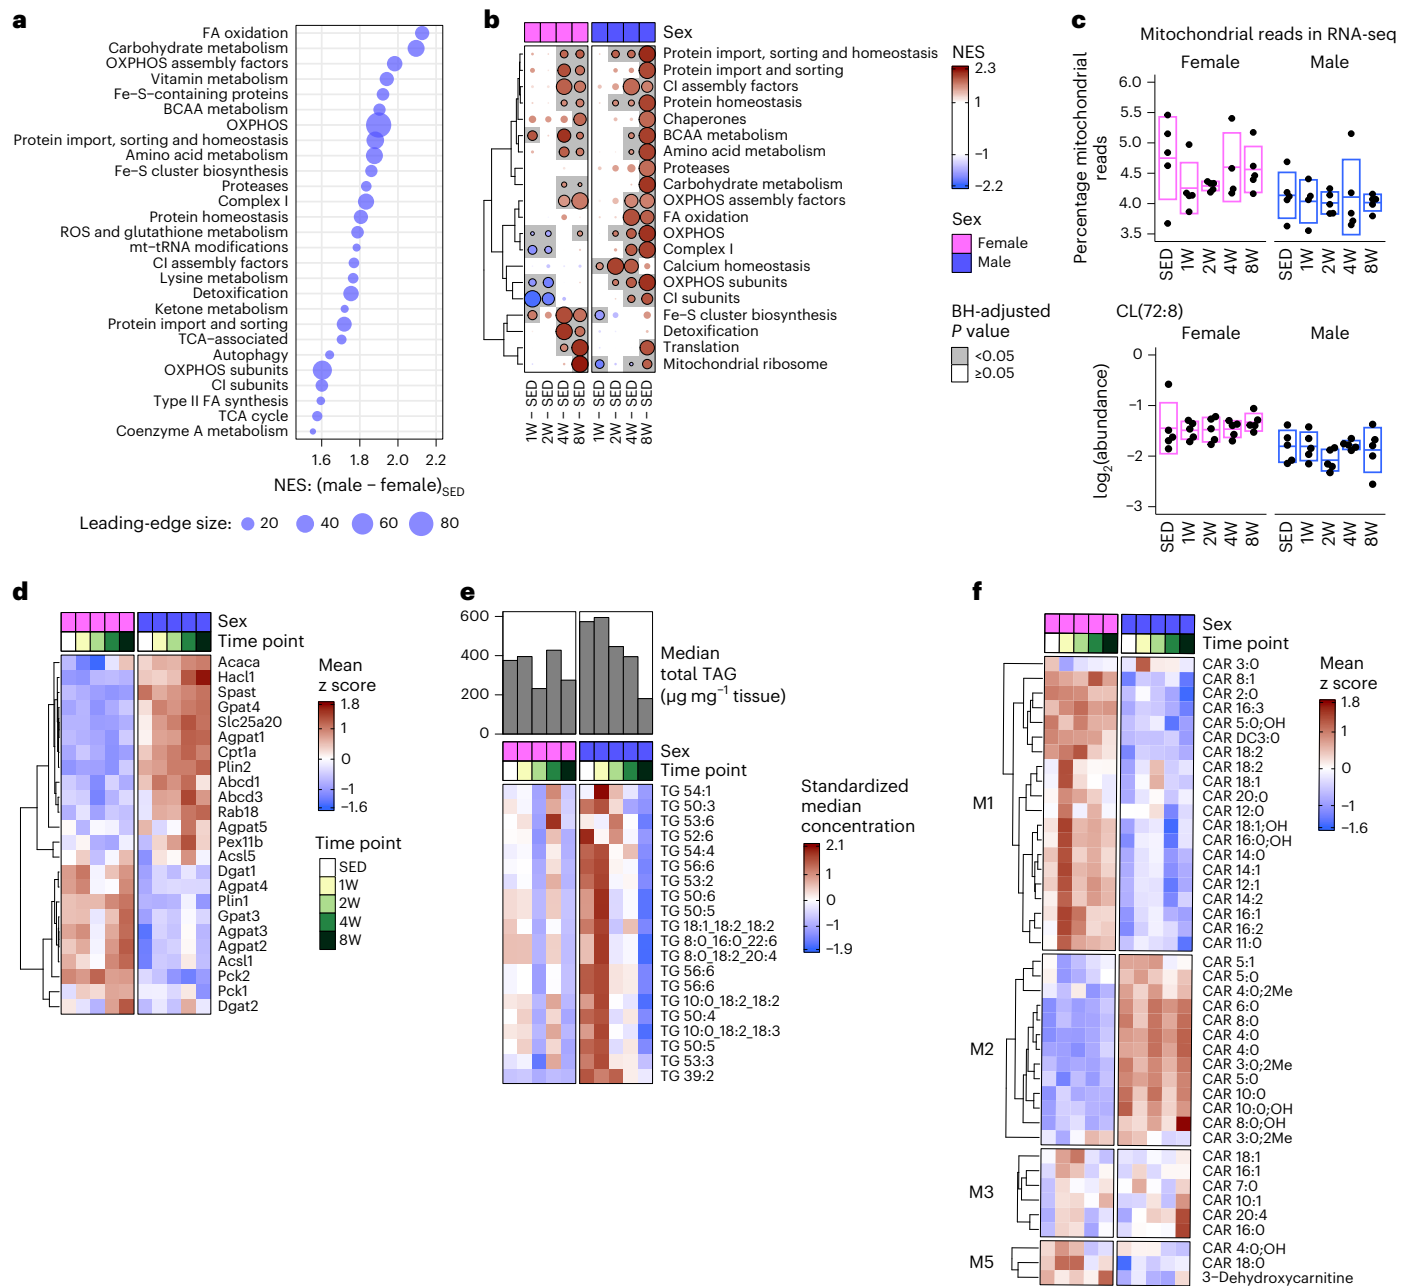 a
FA oxidation
Carbohydrate metabolism
OXPHOS assembly factors
Vitamin metabolism
Fe–S-containing proteins
BCAA metabolism
OXPHOS
Protein import, sorting and homeostasis
Amino acid metabolism
Fe–S cluster biosynthesis
Proteases
Complex I
Protein homeostasis
ROS and glutathione metabolism
mt-tRNA modifications
CI assembly factors
Lysine metabolism
Detoxification
Ketone metabolism
Protein import and sorting
TCA-associated
Autophagy
OXPHOS subunits
CI subunits
Type II FA synthesis
TCA cycle
Coenzyme A metabolism
1.6 1.8 2.0 2.2
NES: (male – female)SED
Leading-edge size: 20 40 60 80
b
Sex
Protein import, sorting and homeostasis
Protein import and sorting
CI assembly factors
Protein homeostasis
Chaperones
BCAA metabolism
Amino acid metabolism
Proteases
Carbohydrate metabolism
OXPHOS assembly factors
FA oxidation
OXPHOS
Complex I
Calcium homeostasis
OXPHOS subunits
CI subunits
Fe–S cluster biosynthesis
Detoxification
Translation
Mitochondrial ribosome
1W – SED
2W – SED
4W – SED
8W – SED
1W – SED
2W – SED
4W – SED
8W – SED
NES
2.3
1
−1
−2.2
Sex
Female
Male
BH-adjusted
P value
<0.05
≥0.05
c
Mitochondrial reads in RNA-seq
Female Male
Percentage mitochondrial
reads
6.0
5.5
5.0
4.5
4.0
3.5
SED 1W 2W 4W 8W SED 1W 2W 4W 8W
CL(72:8)
Female Male
log2(abundance)
0
−1
−2
−3
SED 1W 2W 4W 8W SED 1W 2W 4W 8W
d
Sex
Time point
Acaca
Hacl1
Spast
Gpat4
Slc25a20
Agpat1
Cpt1a
Plin2
Abcd1
Abcd3
Rab18
Agpat5
Pex11b
Acsl5
Dgat1
Agpat4
Plin1
Gpat3
Agpat3
Agpat2
Acsl1
Pck2
Pck1
Dgat2
Mean
z score
1.8
1
0
−1
−1.6
Time point
SED
1W
2W
4W
8W
e
600
400
200
0
Median
total TAG
(µg mg−1 tissue)
Sex
Time point
TG 54:1
TG 50:3
TG 53:6
TG 52:6
TG 54:4
TG 56:6
TG 53:2
TG 50:6
TG 50:5
TG 18:1_18:2_18:2
TG 8:0_16:0_22:6
TG 8:0_18:2_20:4
TG 56:6
TG 56:6
TG 10:0_18:2_18:2
TG 50:4
TG 10:0_18:2_18:3
TG 50:5
TG 53:3
TG 39:2
Standardized
median
concentration
2.1
1
0
−1
−1.9
f
Sex
Time point
M1
CAR 3:0
CAR 8:1
CAR 2:0
CAR 16:3
CAR 5:0;OH
CAR DC3:0
CAR 18:2
CAR 18:2
CAR 18:1
CAR 20:0
CAR 12:0
CAR 18:1;OH
CAR 16:0;OH
CAR 14:0
CAR 14:1
CAR 12:1
CAR 14:2
CAR 16:1
CAR 16:2
CAR 11:0
M2
CAR 5:1
CAR 5:0
CAR 4:0;2Me
CAR 6:0
CAR 8:0
CAR 4:0
CAR 4:0
CAR 3:0;2Me
CAR 5:0
CAR 10:0
CAR 10:0;OH
CAR 8:0;OH
CAR 3:0;2Me
M3
CAR 18:1
CAR 16:1
CAR 7:0
CAR 10:1
CAR 20:4
CAR 16:0
M5
CAR 4:0;OH
CAR 18:0
3-Dehydroxycarnitine
Mean
z score
1.8
1
0
−1
−1.6